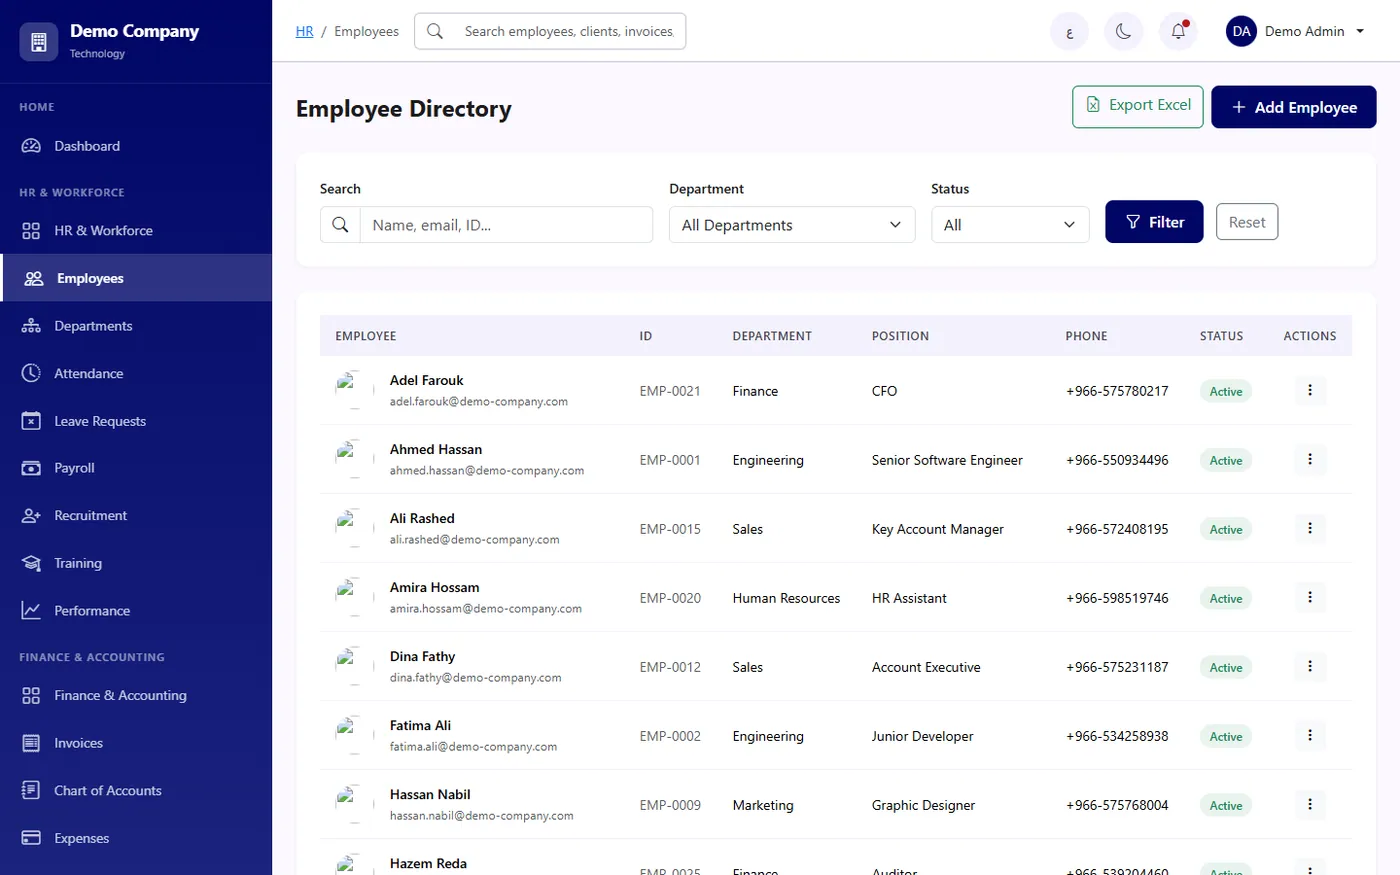 Demo Company
Technology
HOME
Dashboard
HR & WORKFORCE
HR & Workforce
Employees
Departments
Attendance
Leave Requests
Payroll
Recruitment
Training
Performance
FINANCE & ACCOUNTING
Finance & Accounting
Invoices
Chart of Accounts
Expenses
HR / Employees
Search employees, clients, invoices,
ع
DA Demo Admin
Employee Directory
Export Excel
+ Add Employee
Search Department Status
Name, email, ID... All Departments All Filter Reset
EMPLOYEE ID DEPARTMENT POSITION PHONE STATUS ACTIONS
Adel Farouk
adel.farouk@demo-company.com
EMP-0021 Finance CFO +966-575780217 Active
Ahmed Hassan
ahmed.hassan@demo-company.com
EMP-0001 Engineering Senior Software Engineer +966-550934496 Active
Ali Rashed
ali.rashed@demo-company.com
EMP-0015 Sales Key Account Manager +966-572408195 Active
Amira Hossam
amira.hossam@demo-company.com
EMP-0020 Human Resources HR Assistant +966-598519746 Active
Dina Fathy
dina.fathy@demo-company.com
EMP-0012 Sales Account Executive +966-575231187 Active
Fatima Ali
fatima.ali@demo-company.com
EMP-0002 Engineering Junior Developer +966-534258938 Active
Hassan Nabil
hassan.nabil@demo-company.com
EMP-0009 Marketing Graphic Designer +966-575768004 Active
Hazem Reda
EMP-0025 Finance Auditor +966-539204460 Active